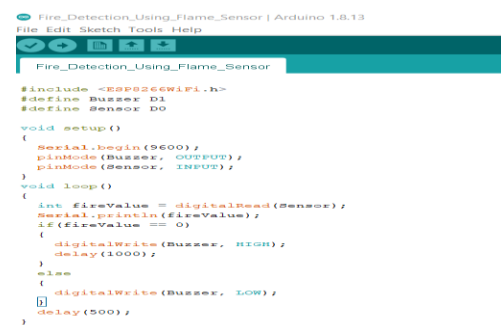 Fire_Detection_Using_Flame_Sensor | Arduino 1.8.13
File Edit Sketch Tools Help
Fire_Detection_Using_Flame_Sensor
#include <ESP8266WiFi.h>
#define Buzzer D1
#define Sensor D0
void setup()
{
  Serial.begin(9600);
  pinMode(Buzzer, OUTPUT);
  pinMode(Sensor, INPUT);
}
void loop()
{
  int fireValue = digitalRead(Sensor);
  Serial.println(fireValue);
  if(fireValue == 0)
  {
    digitalWrite(Buzzer, HIGH);
    delay(1000);
  }
  else
  {
    digitalWrite(Buzzer, LOW);
  }
  delay(500);
}